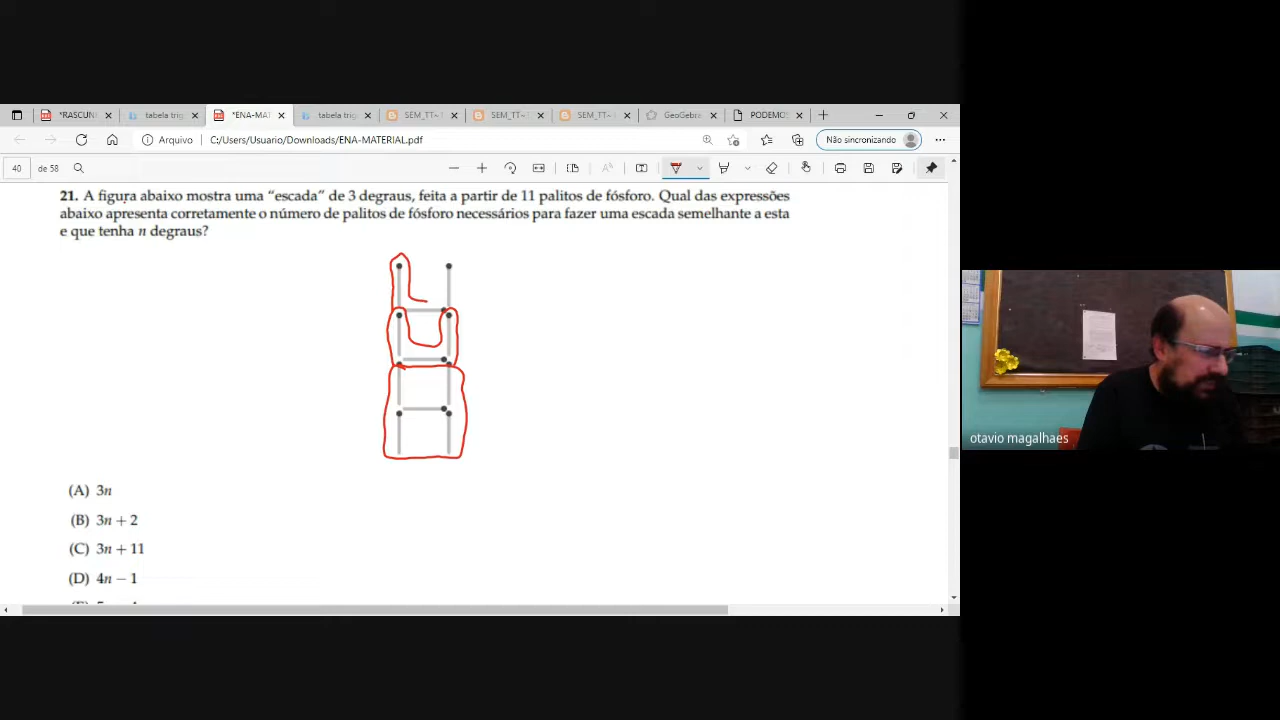 *RASCUN
tabela trig
*ENA-MAT
tabela trig
SEM_TT-
SEM_TT-
SEM_TT-
GeoGebra
PODEMOS
Arquivo
C:/Users/Usuario/Downloads/ENA-MATERIAL.pdf
Não sincronizando
40 de 58
21. A figura abaixo mostra uma “escada” de 3 degraus, feita a partir de 11 palitos de fósforo. Qual das expressões
abaixo apresenta corretamente o número de palitos de fósforo necessários para fazer uma escada semelhante a esta
e que tenha n degraus?
(A) 3n
(B) 3n + 2
(C) 3n + 11
(D) 4n − 1
otavio magalhaes